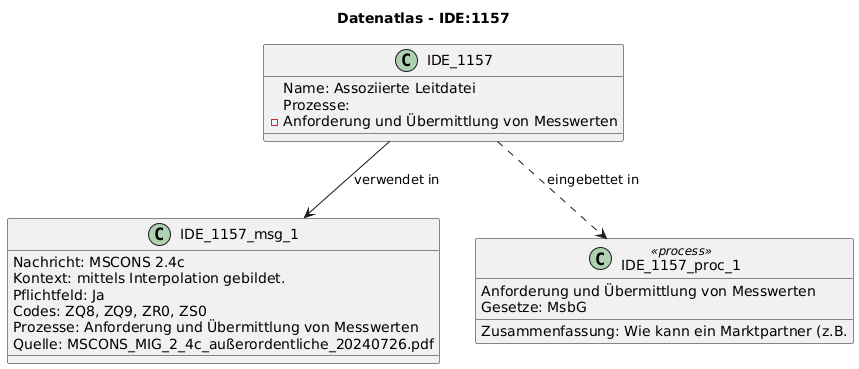 Datenatlas - IDE:1157
C IDE_1157
Name: Assoziierte Leitdatei
Prozesse:
Anforderung und Übermittlung von Messwerten
verwendet in
eingebettet in
C IDE_1157_msg_1
Nachricht: MSCONS 2.4c
Kontext: mittels Interpolation gebildet.
Pflichtfeld: Ja
Codes: ZQ8, ZQ9, ZR0, ZS0
Prozesse: Anforderung und Übermittlung von Messwerten
Quelle: MSCONS_MIG_2_4c_außerordentliche_20240726.pdf
«process»
C IDE_1157_proc_1
Anforderung und Übermittlung von Messwerten
Gesetze: MsbG
Zusammenfassung: Wie kann ein Marktpartner (z.B.